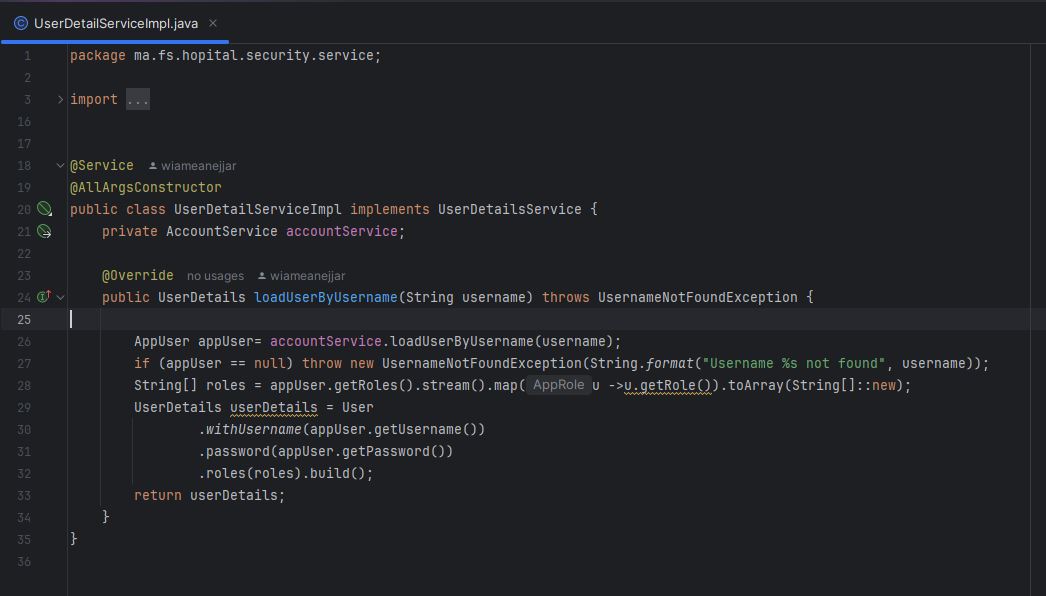 UserDetailServiceImpl.java
1 package ma.fs.hopital.security.service;
2
3 import ...
16
17
18 @Service wiameanejjar
19 @AllArgsConstructor
20 public class UserDetailServiceImpl implements UserDetailsService {
21 private AccountService accountService;
22
23 @Override no usages wiameanejjar
24 public UserDetails loadUserByUsername(String username) throws UsernameNotFoundException {
25
26 AppUser appUser= accountService.loadUserByUsername(username);
27 if (appUser == null) throw new UsernameNotFoundException(String.format("Username %s not found", username));
28 String[] roles = appUser.getRoles().stream().map( AppRole u ->u.getRole()).toArray(String[]::new);
29 UserDetails userDetails = User
30 .withUsername(appUser.getUsername())
31 .password(appUser.getPassword())
32 .roles(roles).build();
33 return userDetails;
34 }
35 }
36